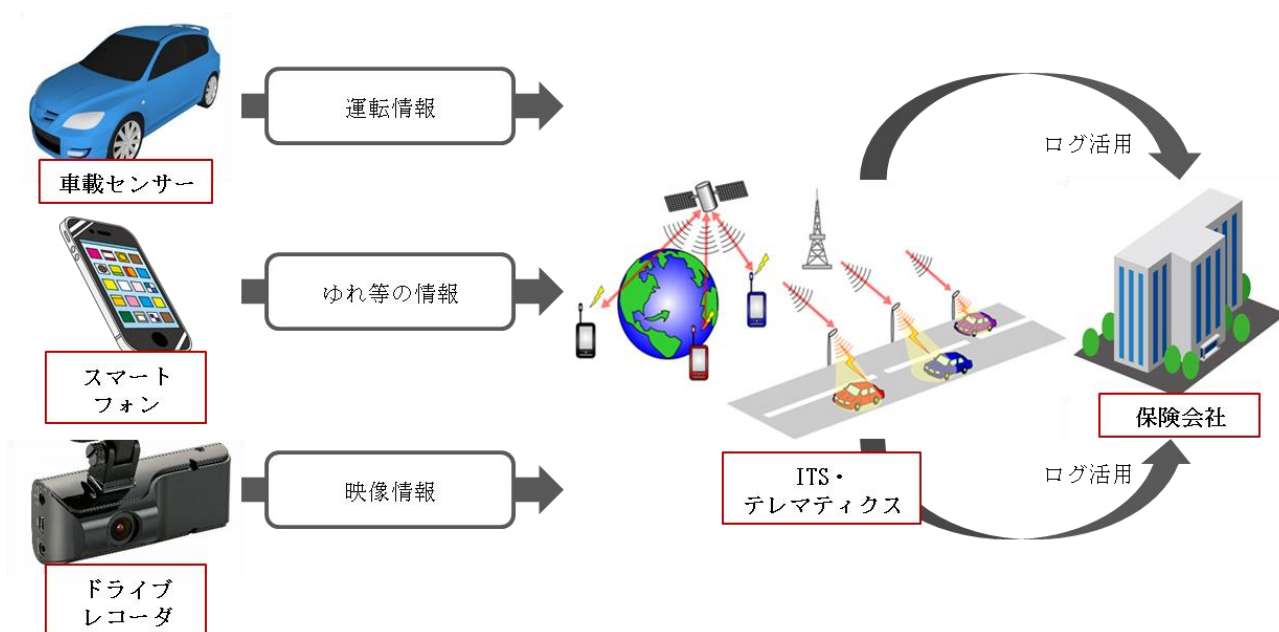 運転情報
ログ活用
車載センサー
ゆれ等の情報
スマート
フォン
保険会社
映像情報
ITS・
テレマティクス
ログ活用
ドライブ
レコーダ